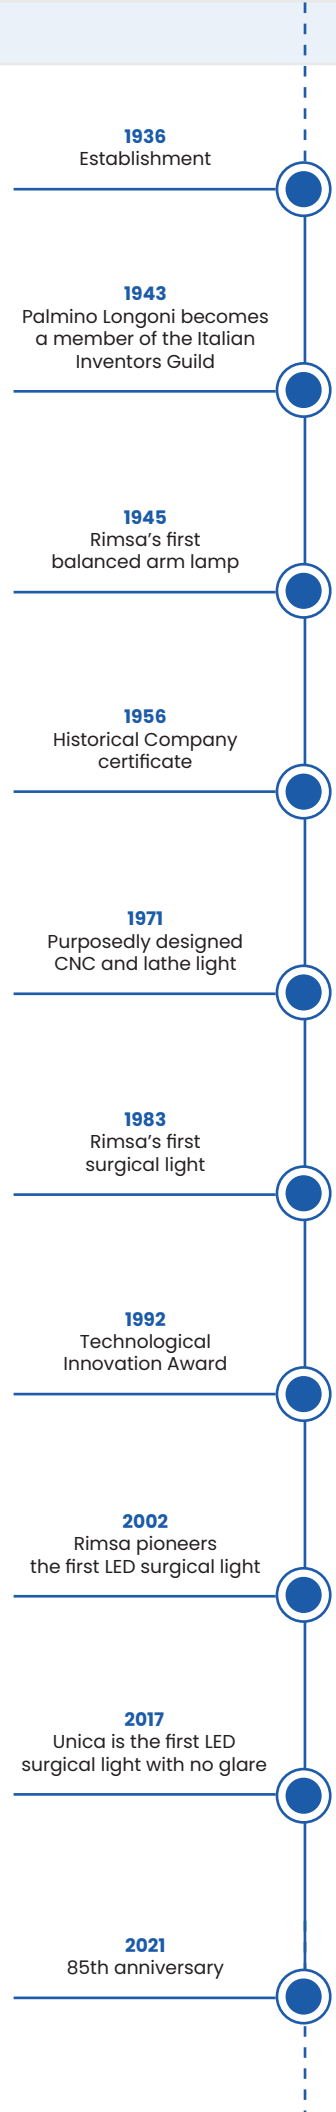 1936
Establishment
1943
Palmino Longoni becomes
a member of the Italian
Inventors Guild
1945
Rimsa's first
balanced arm lamp
1956
Historical Company
certificate
1971
Purposedly designed
CNC and lathe light
1983
Rimsa's first
surgical light
1992
Technological
Innovation Award
2002
Rimsa pioneers
the first LED surgical light
2017
Unica is the first LED
surgical light with no glare
2021
85th anniversary